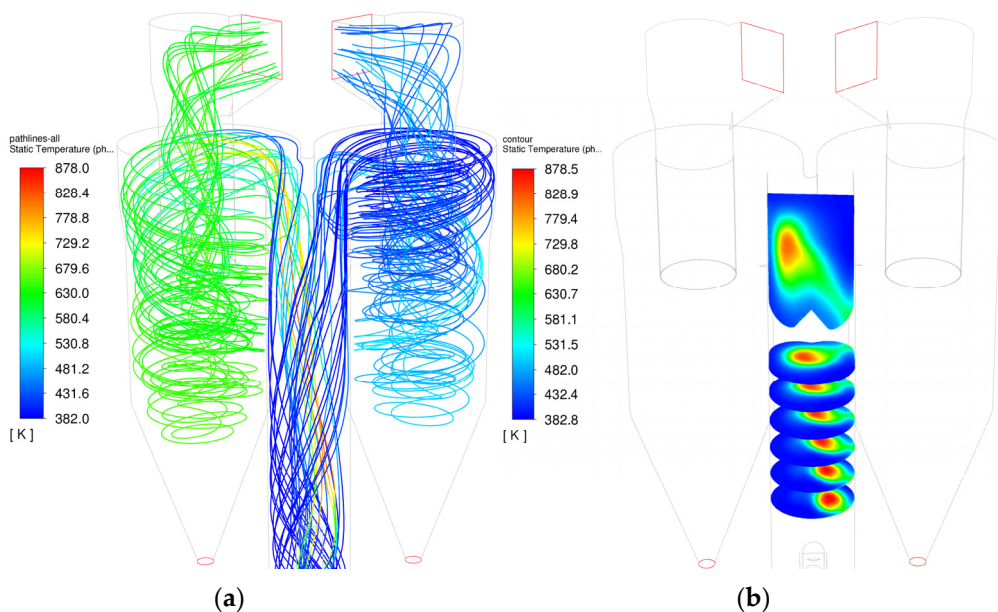 pathlines-all
Static Temperature (ph...
878.0
828.4
778.8
729.2
679.6
630.0
580.4
530.8
481.2
431.6
382.0
[ K ]
contour
Static Temperature (ph...
878.5
828.9
779.4
729.8
680.2
630.7
581.1
531.5
482.0
432.4
382.8
[ K ]
(a)
(b)